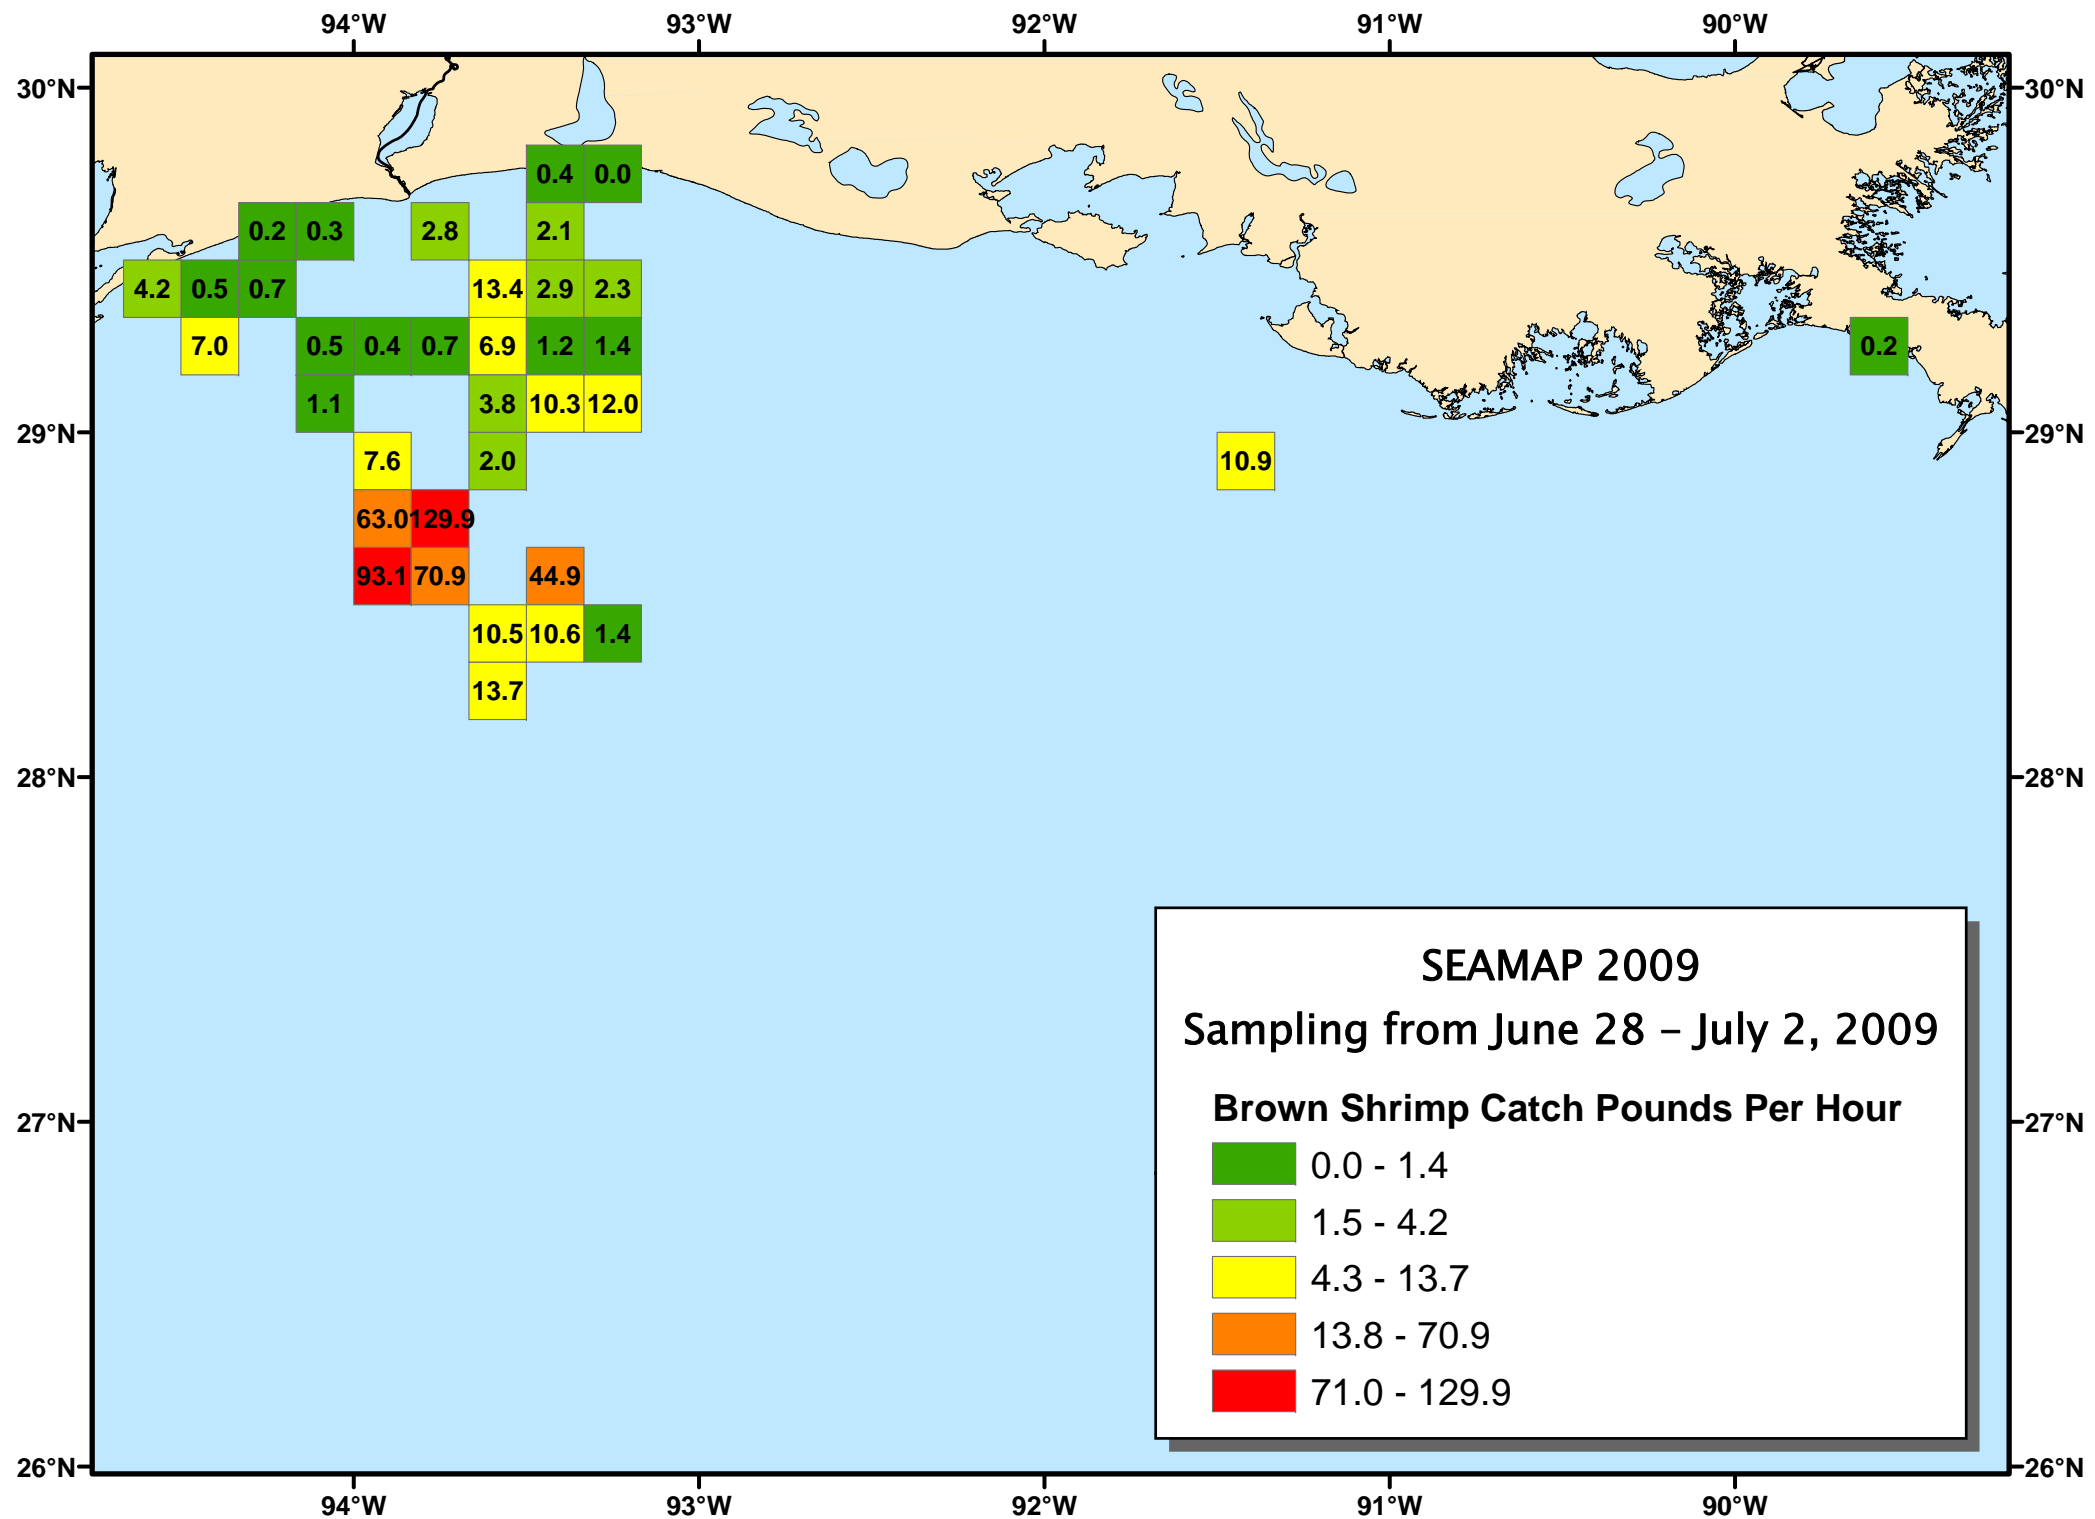 94°W 93°W 92°W 91°W 90°W
30°N 30°N
0.4 0.0
0.2 0.3 2.8 2.1
4.2 0.5 0.7 13.4 2.9 2.3
7.0 0.5 0.4 0.7 6.9 1.2 1.4 0.2
1.1 3.8 10.3 12.0
29°N 29°N
7.6 2.0 10.9
63.0 129.9
93.1 70.9 44.9
10.5 10.6 1.4
13.7
28°N 28°N
SEAMAP 2009
Sampling from June 28 – July 2, 2009
Brown Shrimp Catch Pounds Per Hour
27°N 27°N
0.0 - 1.4
1.5 - 4.2
4.3 - 13.7
13.8 - 70.9
71.0 - 129.9
26°N 26°N
94°W 93°W 92°W 91°W 90°W